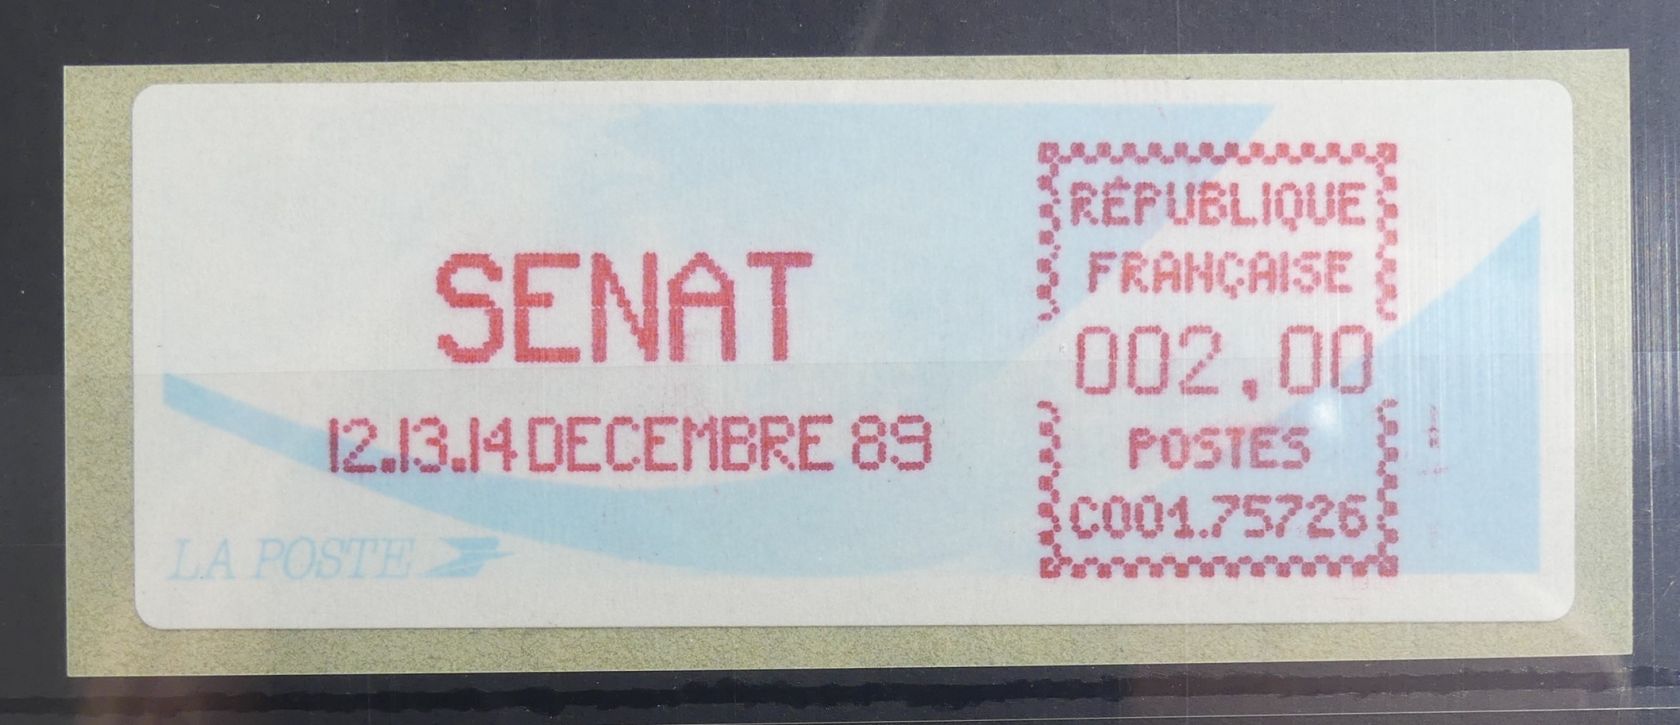 SENAT
12.13.14 DECEMBRE 89
LA POSTE
RÉPUBLIQUE
FRANÇAISE
002,00
POSTES
C001.75726